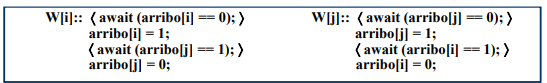 W[i]:: ⟨ await (arribo[i] == 0); ⟩ W[j]:: ⟨ await (arribo[j] == 0); ⟩
arribo[i] = 1; arribo[j] = 1;
⟨ await (arribo[j] == 1); ⟩ ⟨ await (arribo[i] == 1); ⟩
arribo[j] = 0; arribo[i] = 0;